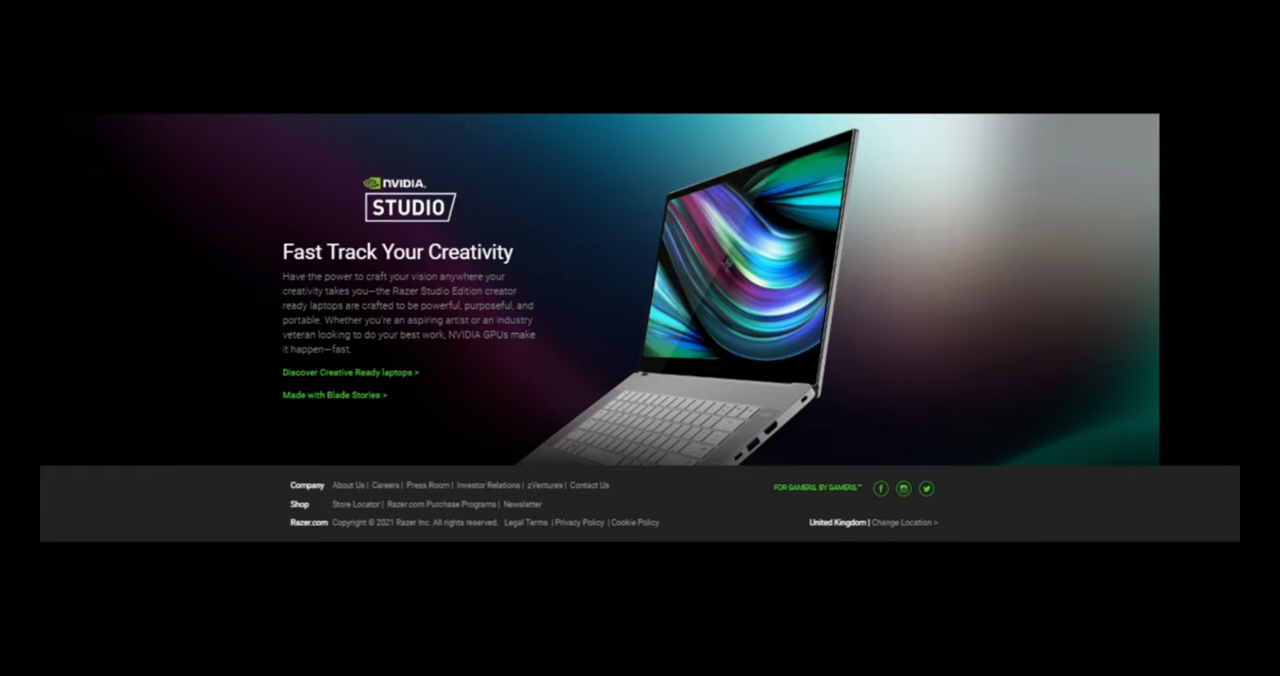 NVIDIA.
STUDIO
Fast Track Your Creativity
Have the power to craft your vision anywhere your
creativity takes you—the Razer Studio Edition creator
ready laptops are crafted to be powerful, purposeful, and
portable. Whether you're an aspiring artist or an industry
veteran looking to do your best work, NVIDIA GPUs make
it happen—fast.
Discover Creative Ready laptops >
Made with Blade Stories >
Company About Us | Careers | Press Room | Investor Relations | zVentures | Contact Us
FOR GAMERS. BY GAMERS.™
Shop Store Locator | Razer.com Purchase Programs | Newsletter
Razer.com Copyright © 2021 Razer Inc. All rights reserved. Legal Terms | Privacy Policy | Cookie Policy
United Kingdom | Change Location >